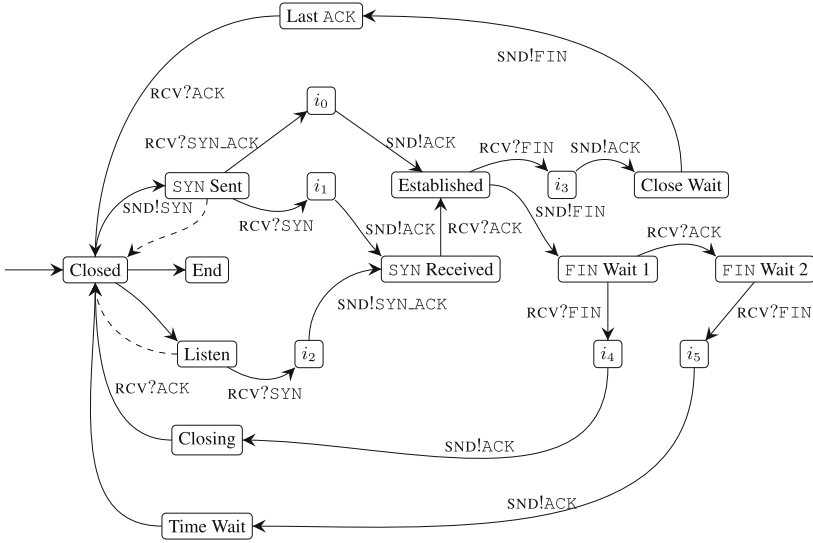 Last ACK
SND!FIN
RCV?ACK
i₀
RCV?SYN_ACK
SND!ACK
RCV?FIN
SND!ACK
SYN Sent
i₁
Established
i₃
Close Wait
SND!SYN
RCV?SYN
SND!ACK
RCV?ACK
SND!FIN
RCV?ACK
Closed
End
SYN Received
FIN Wait 1
FIN Wait 2
SND!SYN_ACK
RCV?FIN
RCV?FIN
Listen
i₂
i₄
i₅
RCV?ACK
RCV?SYN
Closing
SND!ACK
SND!ACK
Time Wait